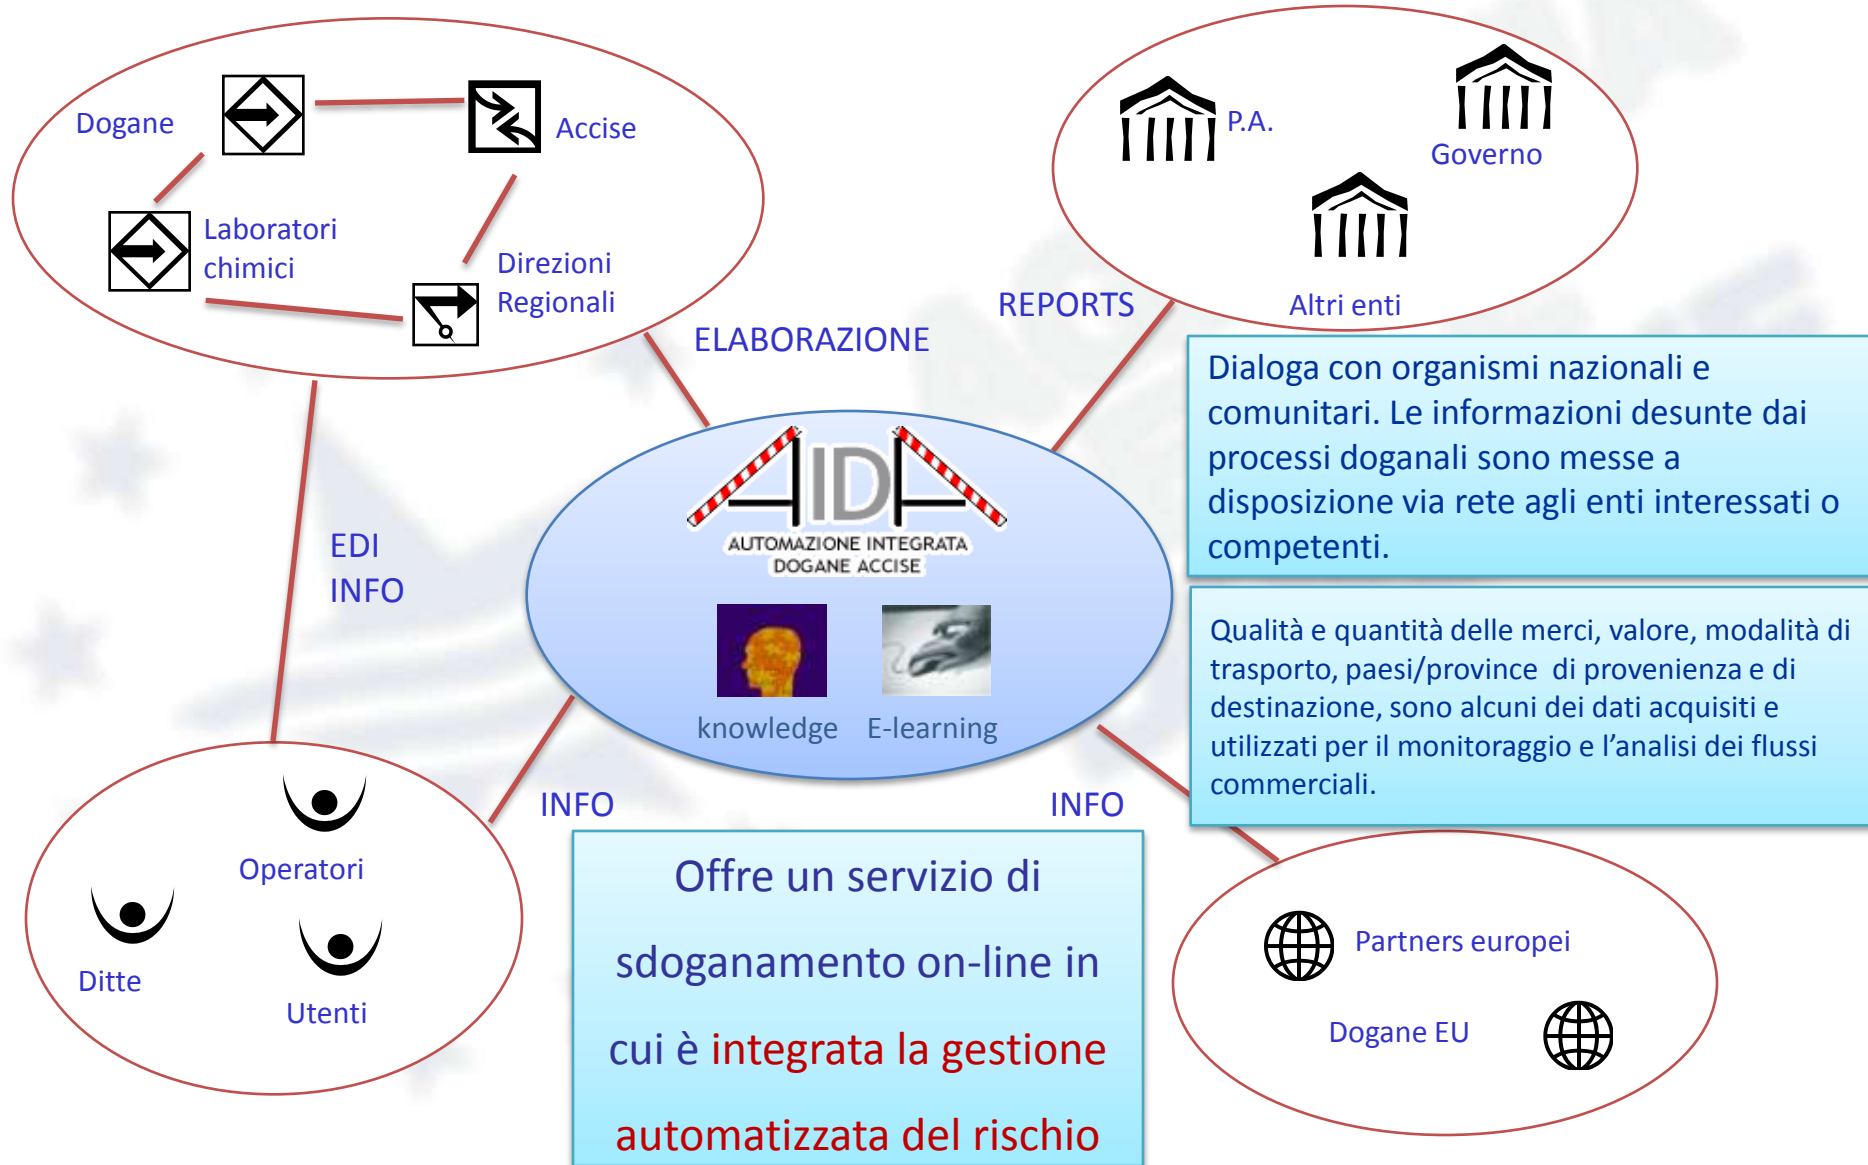 Dogane
Accise
Laboratori
chimici
Direzioni
Regionali
P.A.
Governo
Altri enti
REPORTS
ELABORAZIONE
Dialoga con organismi nazionali e
comunitari. Le informazioni desunte dai
processi doganali sono messe a
disposizione via rete agli enti interessati o
competenti.
AIDA
AUTOMAZIONE INTEGRATA
DOGANE ACCISE
EDI
INFO
knowledge
E-learning
Qualità e quantità delle merci, valore, modalità di
trasporto, paesi/province di provenienza e di
destinazione, sono alcuni dei dati acquisiti e
utilizzati per il monitoraggio e l’analisi dei flussi
commerciali.
INFO
INFO
Operatori
Ditte
Utenti
Offre un servizio di
sdoganamento on-line in
cui è integrata la gestione
automatizzata del rischio
Partners europei
Dogane EU